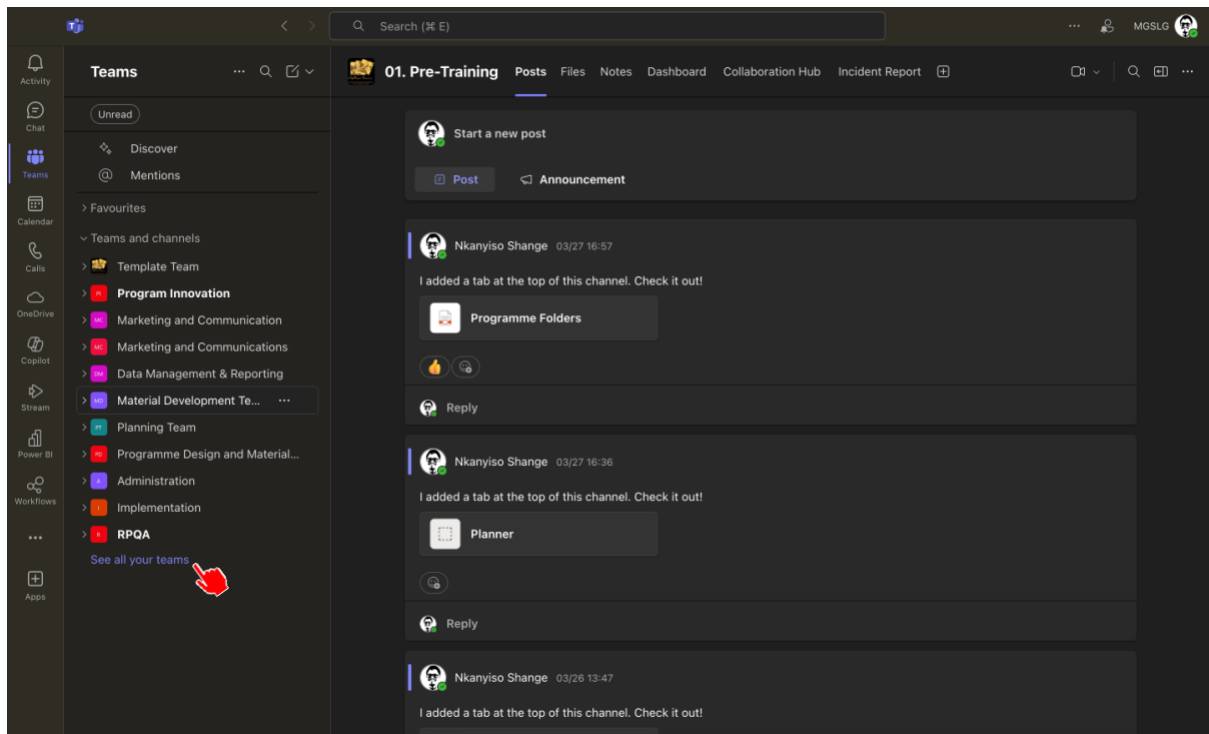 Search (⌘ E)
MGSLG
Activity
Chat
Teams
Calendar
Calls
OneDrive
Copilot
Stream
Power BI
Workflows
Apps
Teams
Unread
Discover
Mentions
Favourites
Teams and channels
Template Team
Program Innovation
Marketing and Communication
Marketing and Communications
Data Management & Reporting
Material Development Te...
Planning Team
Programme Design and Material...
Administration
Implementation
RPQA
See all your teams
01. Pre-Training Posts Files Notes Dashboard Collaboration Hub Incident Report
Start a new post
Post Announcement
Nkanyiso Shange 03/27 16:57
I added a tab at the top of this channel. Check it out!
Programme Folders
Reply
Nkanyiso Shange 03/27 16:36
I added a tab at the top of this channel. Check it out!
Planner
Reply
Nkanyiso Shange 03/26 13:47
I added a tab at the top of this channel. Check it out!